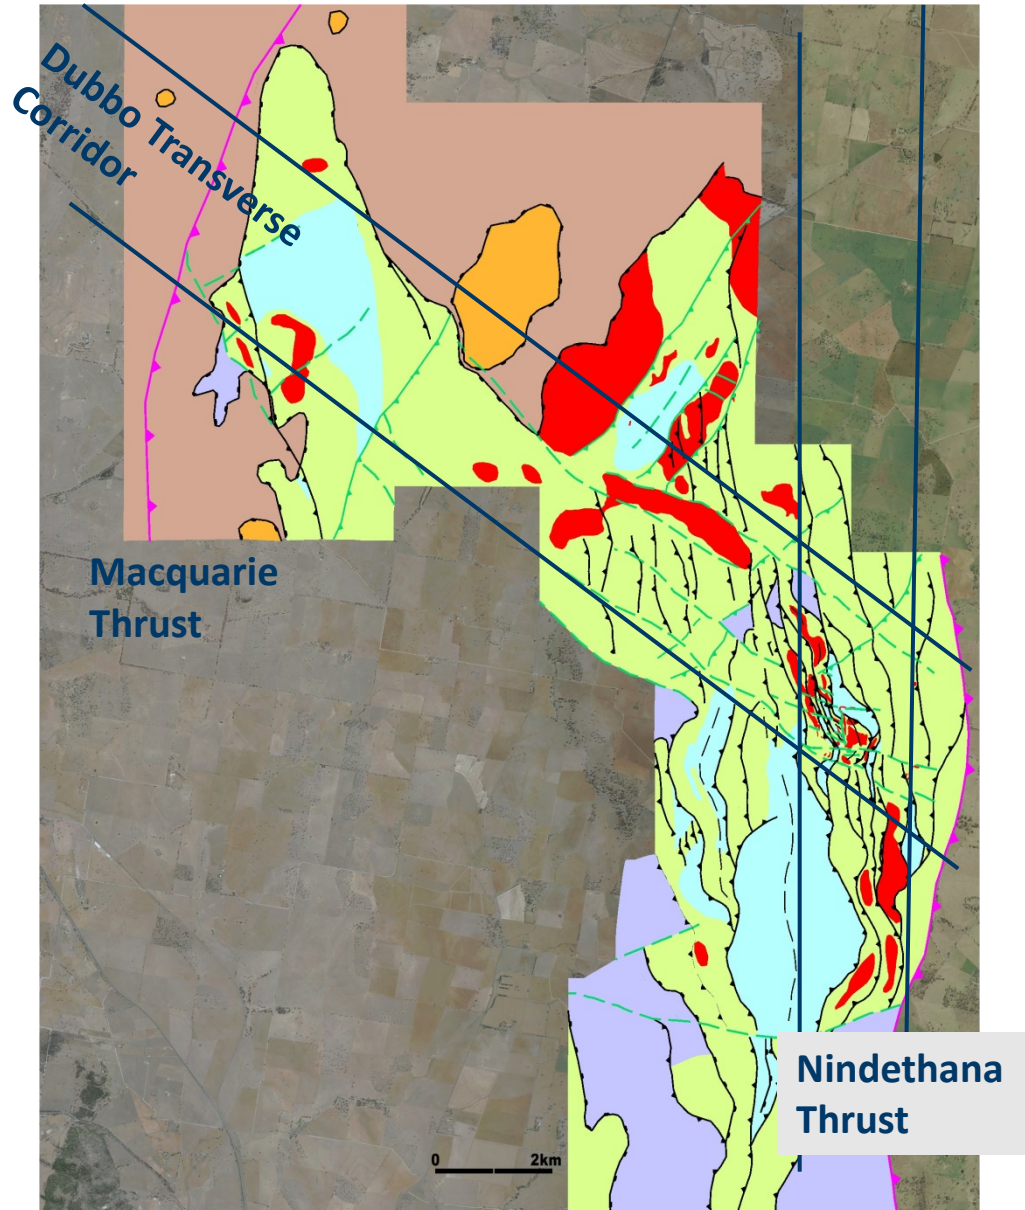 Dubbo Transverse
Corridor
Macquarie
Thrust
Nindethana
Thrust
0 2km